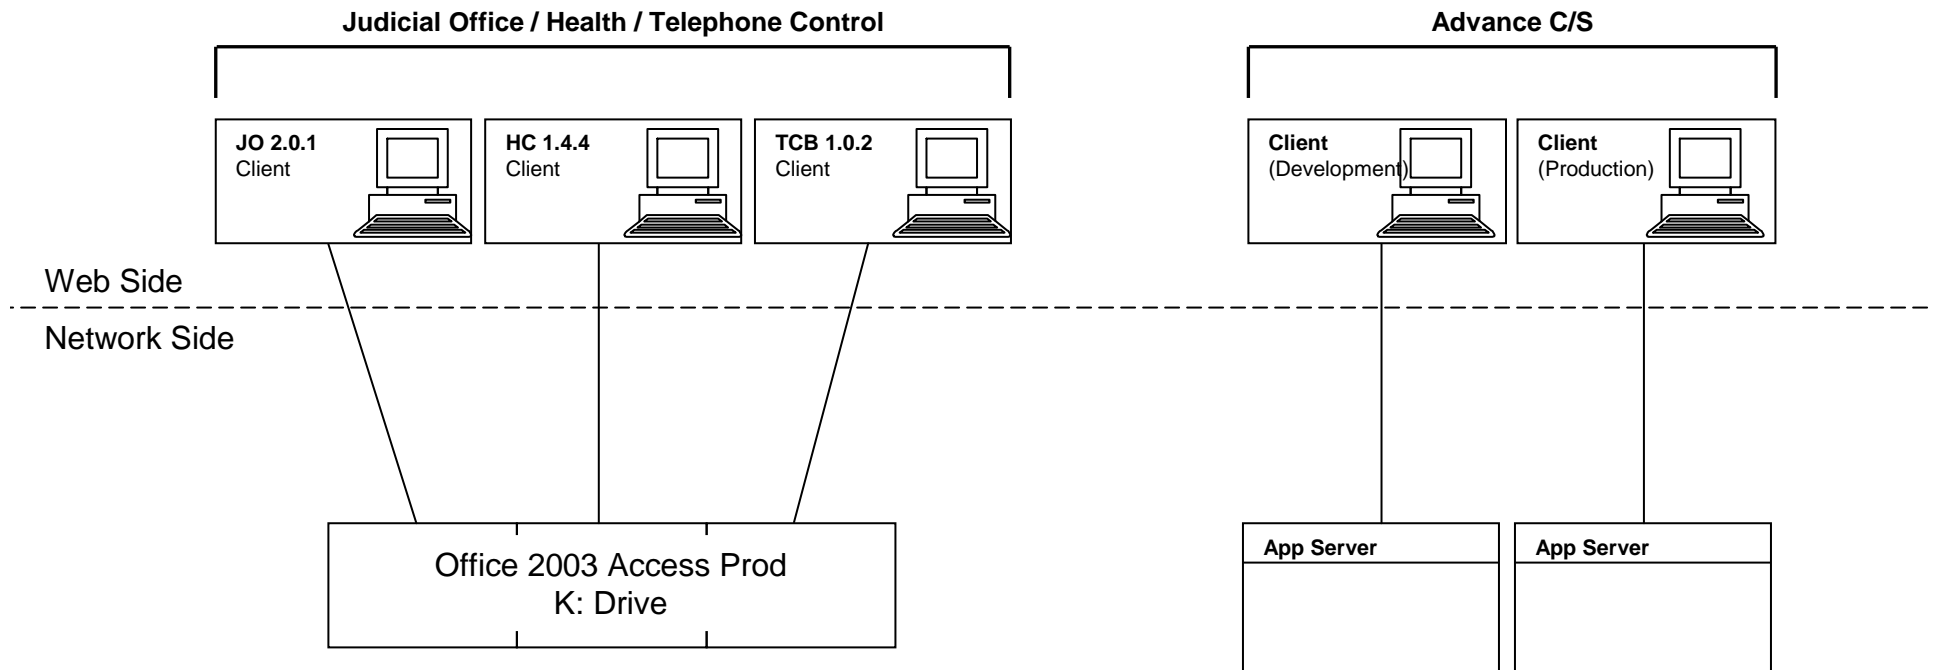 Judicial Office / Health / Telephone Control
Advance C/S
JO 2.0.1
Client
HC 1.4.4
Client
TCB 1.0.2
Client
Client
(Development)
Client
(Production)
Web Side
Network Side
Office 2003 Access Prod
K: Drive
App Server
App Server